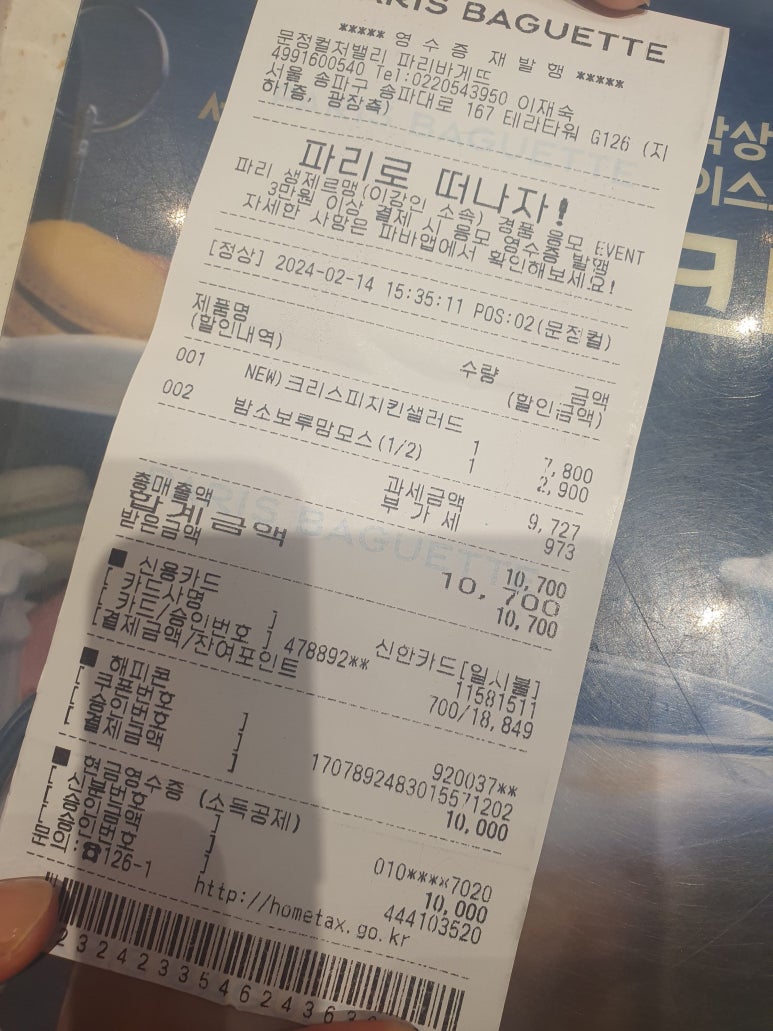 PARIS BAGUETTE
***** 영 수 증 재 발 행 *****
문정컬저밸리 파리바게뜨
4991600540 Tel:0220543950 이재숙
서울 송파구 송파대로 167 테라타워 G126 (지
하1층, 광장측)
파리로 떠나자!
파리 생제르맹(이강인 소속) 경품 응모 EVENT
3만원 이상 결제 시 응모 영수증 발행
자세한 사항은 파바앱에서 확인해보세요!
[정상] 2024-02-14 15:35:11 POS:02(문정컬)
제품명 수량 금액
(할인내역) (할인금액)
001 NEW)크리스피치킨샐러드 1 7,800
002 밤소보루맘모스(1/2) 1 2,900
과세금액 9,727
부 가 세 973
총매출액 10,700
합계금액 10,700
받은금액 10,700
■ 신용카드
[ 카드사명 ] 신한카드[일시불]
[ 카드/승인번호 ] 478892** 11581511
[결제금액/잔여포인트 700/18,849
■ 해피콘
[ 쿠폰번호 ] 920037**
[ 승인번호 ] 1707892483015571202
[ 결제금액 ] 10,000
■ 현금영수증 (소득공제)
[ 신분번호 ] 010****7020
[ 승인금액 ] 10,000
[ 승인번호 ] 444103520
문의:☎126-1 http://hometax.go.kr
2324233546243630
각상
이스
크